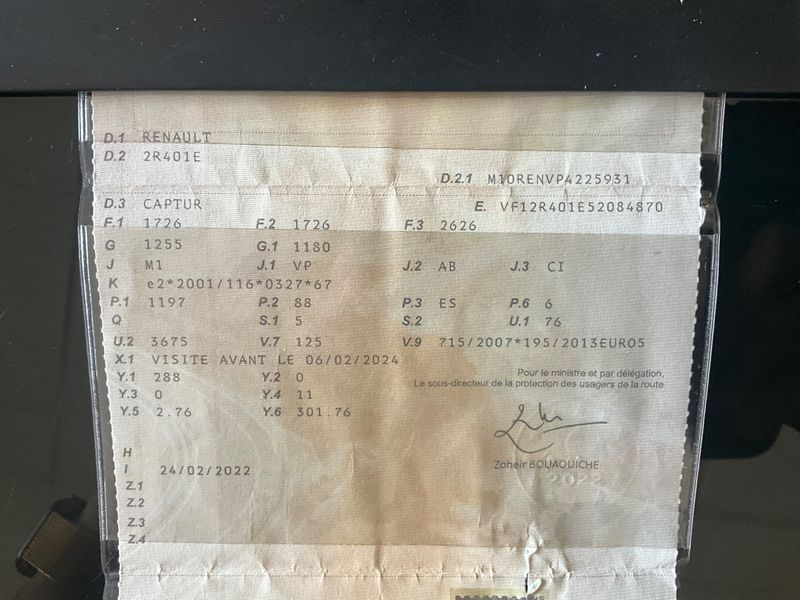 D.1 RENAULT
D.2 2R401E
D.2.1 M10RENVP4225931
D.3 CAPTUR E. VF12R401E52084870
F.1 1726 F.2 1726 F.3 2626
G 1255 G.1 1180
J M1 J.1 VP J.2 AB J.3 CI
K e2*2001/116*0327*67
P.1 1197 P.2 88 P.3 ES P.6 6
Q S.1 5 S.2 U.1 76
U.2 3675 V.7 125 V.9 715/2007*195/2013EURO5
X.1 VISITE AVANT LE 06/02/2024
Pour le ministre et par délégation,
Le sous-directeur de la protection des usagers de la route
Y.1 288 Y.2 0
Y.3 0 Y.4 11
Y.5 2.76 Y.6 301.76
Zoheir BOUAOUICHE
H
I 24/02/2022
2022
Z.1
Z.2
Z.3
Z.4